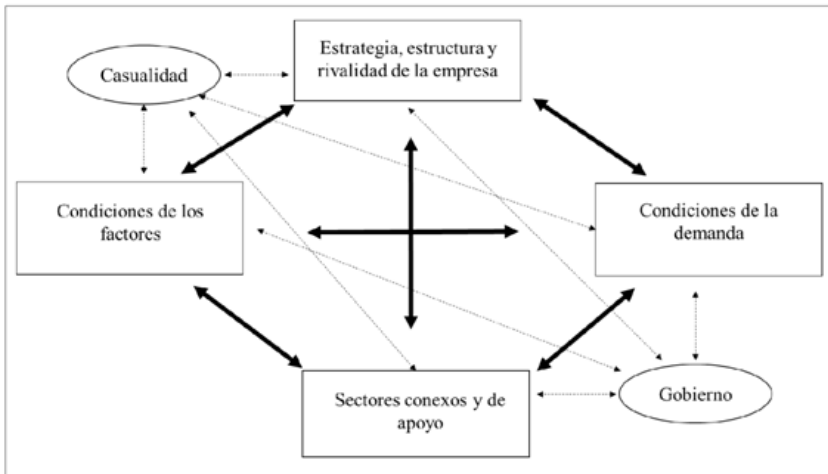 Estrategia, estructura y
rivalidad de la empresa
Casualidad
Condiciones de los
factores
Condiciones de la
demanda
Sectores conexos y de
apoyo
Gobierno